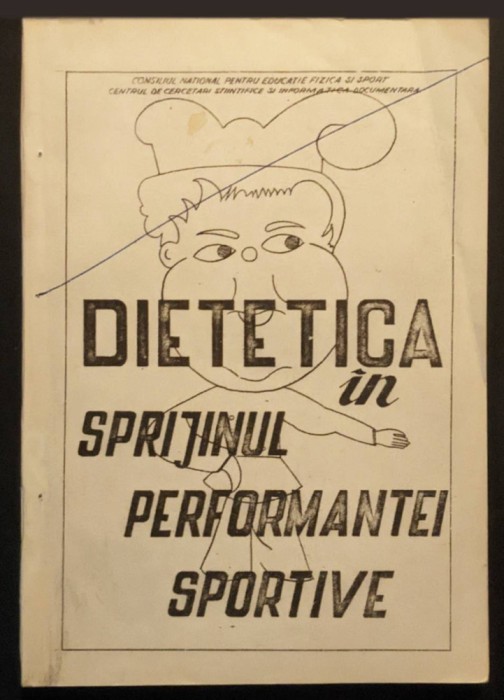 CONSILIUL NATIONAL PENTRU EDUCATIE FIZICA SI SPORT
CENTRUL DE CERCETARI STIINTIFICE SI INFORMATICA DOCUMENTARA
DIETETICA
în
SPRIJINUL
PERFORMANTEI
SPORTIVE